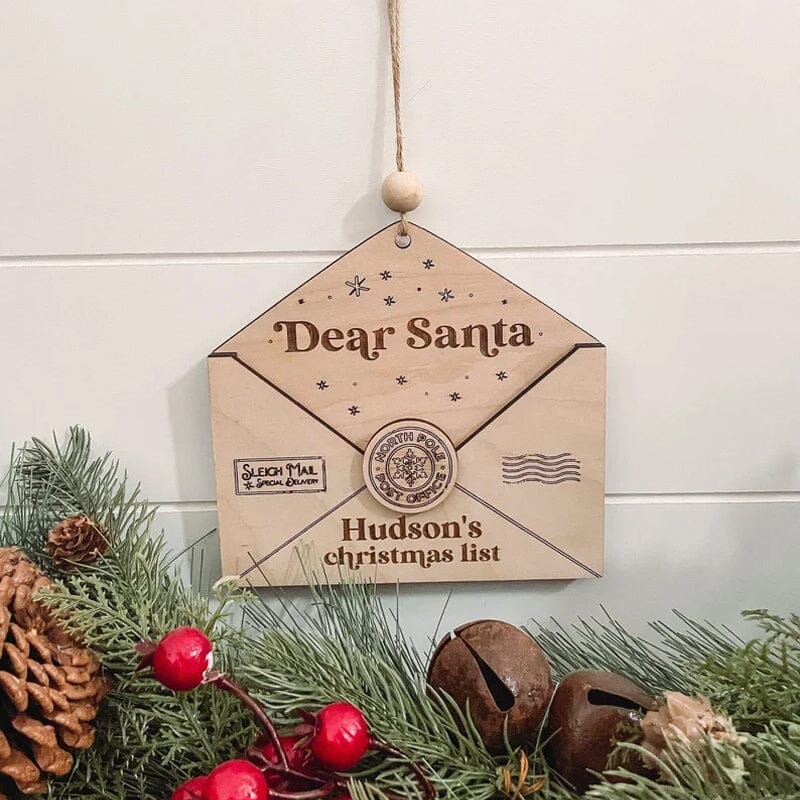 Dear Santa
NORTH POLE
POST OFFICE
SLEIGH MAIL
SPECIAL DELIVERY
Hudson's
christmas list